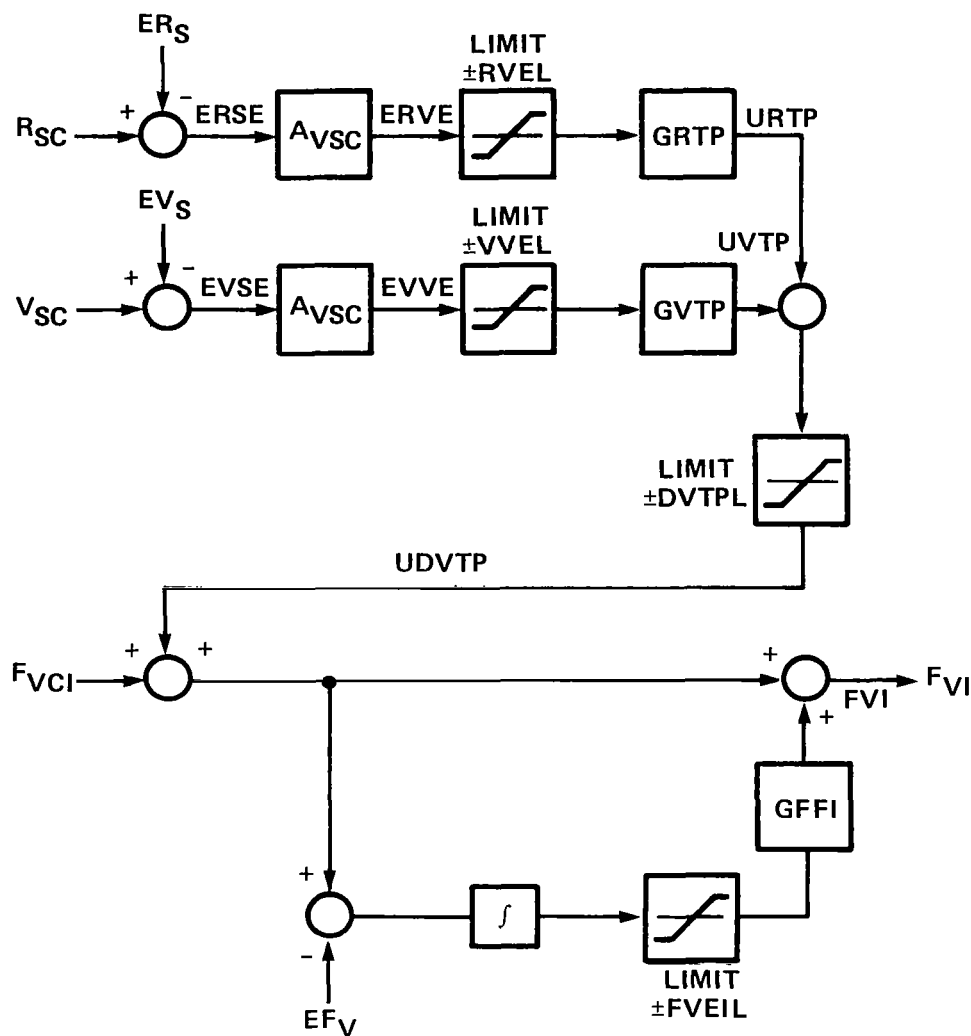 ER_S
LIMIT
±RVEL
+
−
R_SC
ERSE
A_VSC
ERVE
GRTP
URTP
EV_S
LIMIT
±VVEL
UVTP
+
−
V_SC
EVSE
A_VSC
EVVE
GVTP
LIMIT
±DVTPL
UDVTP
+
+
+
F_VCI
FVI
F_VI
+
GFFI
+
∫
−
LIMIT
±FVEIL
EF_V